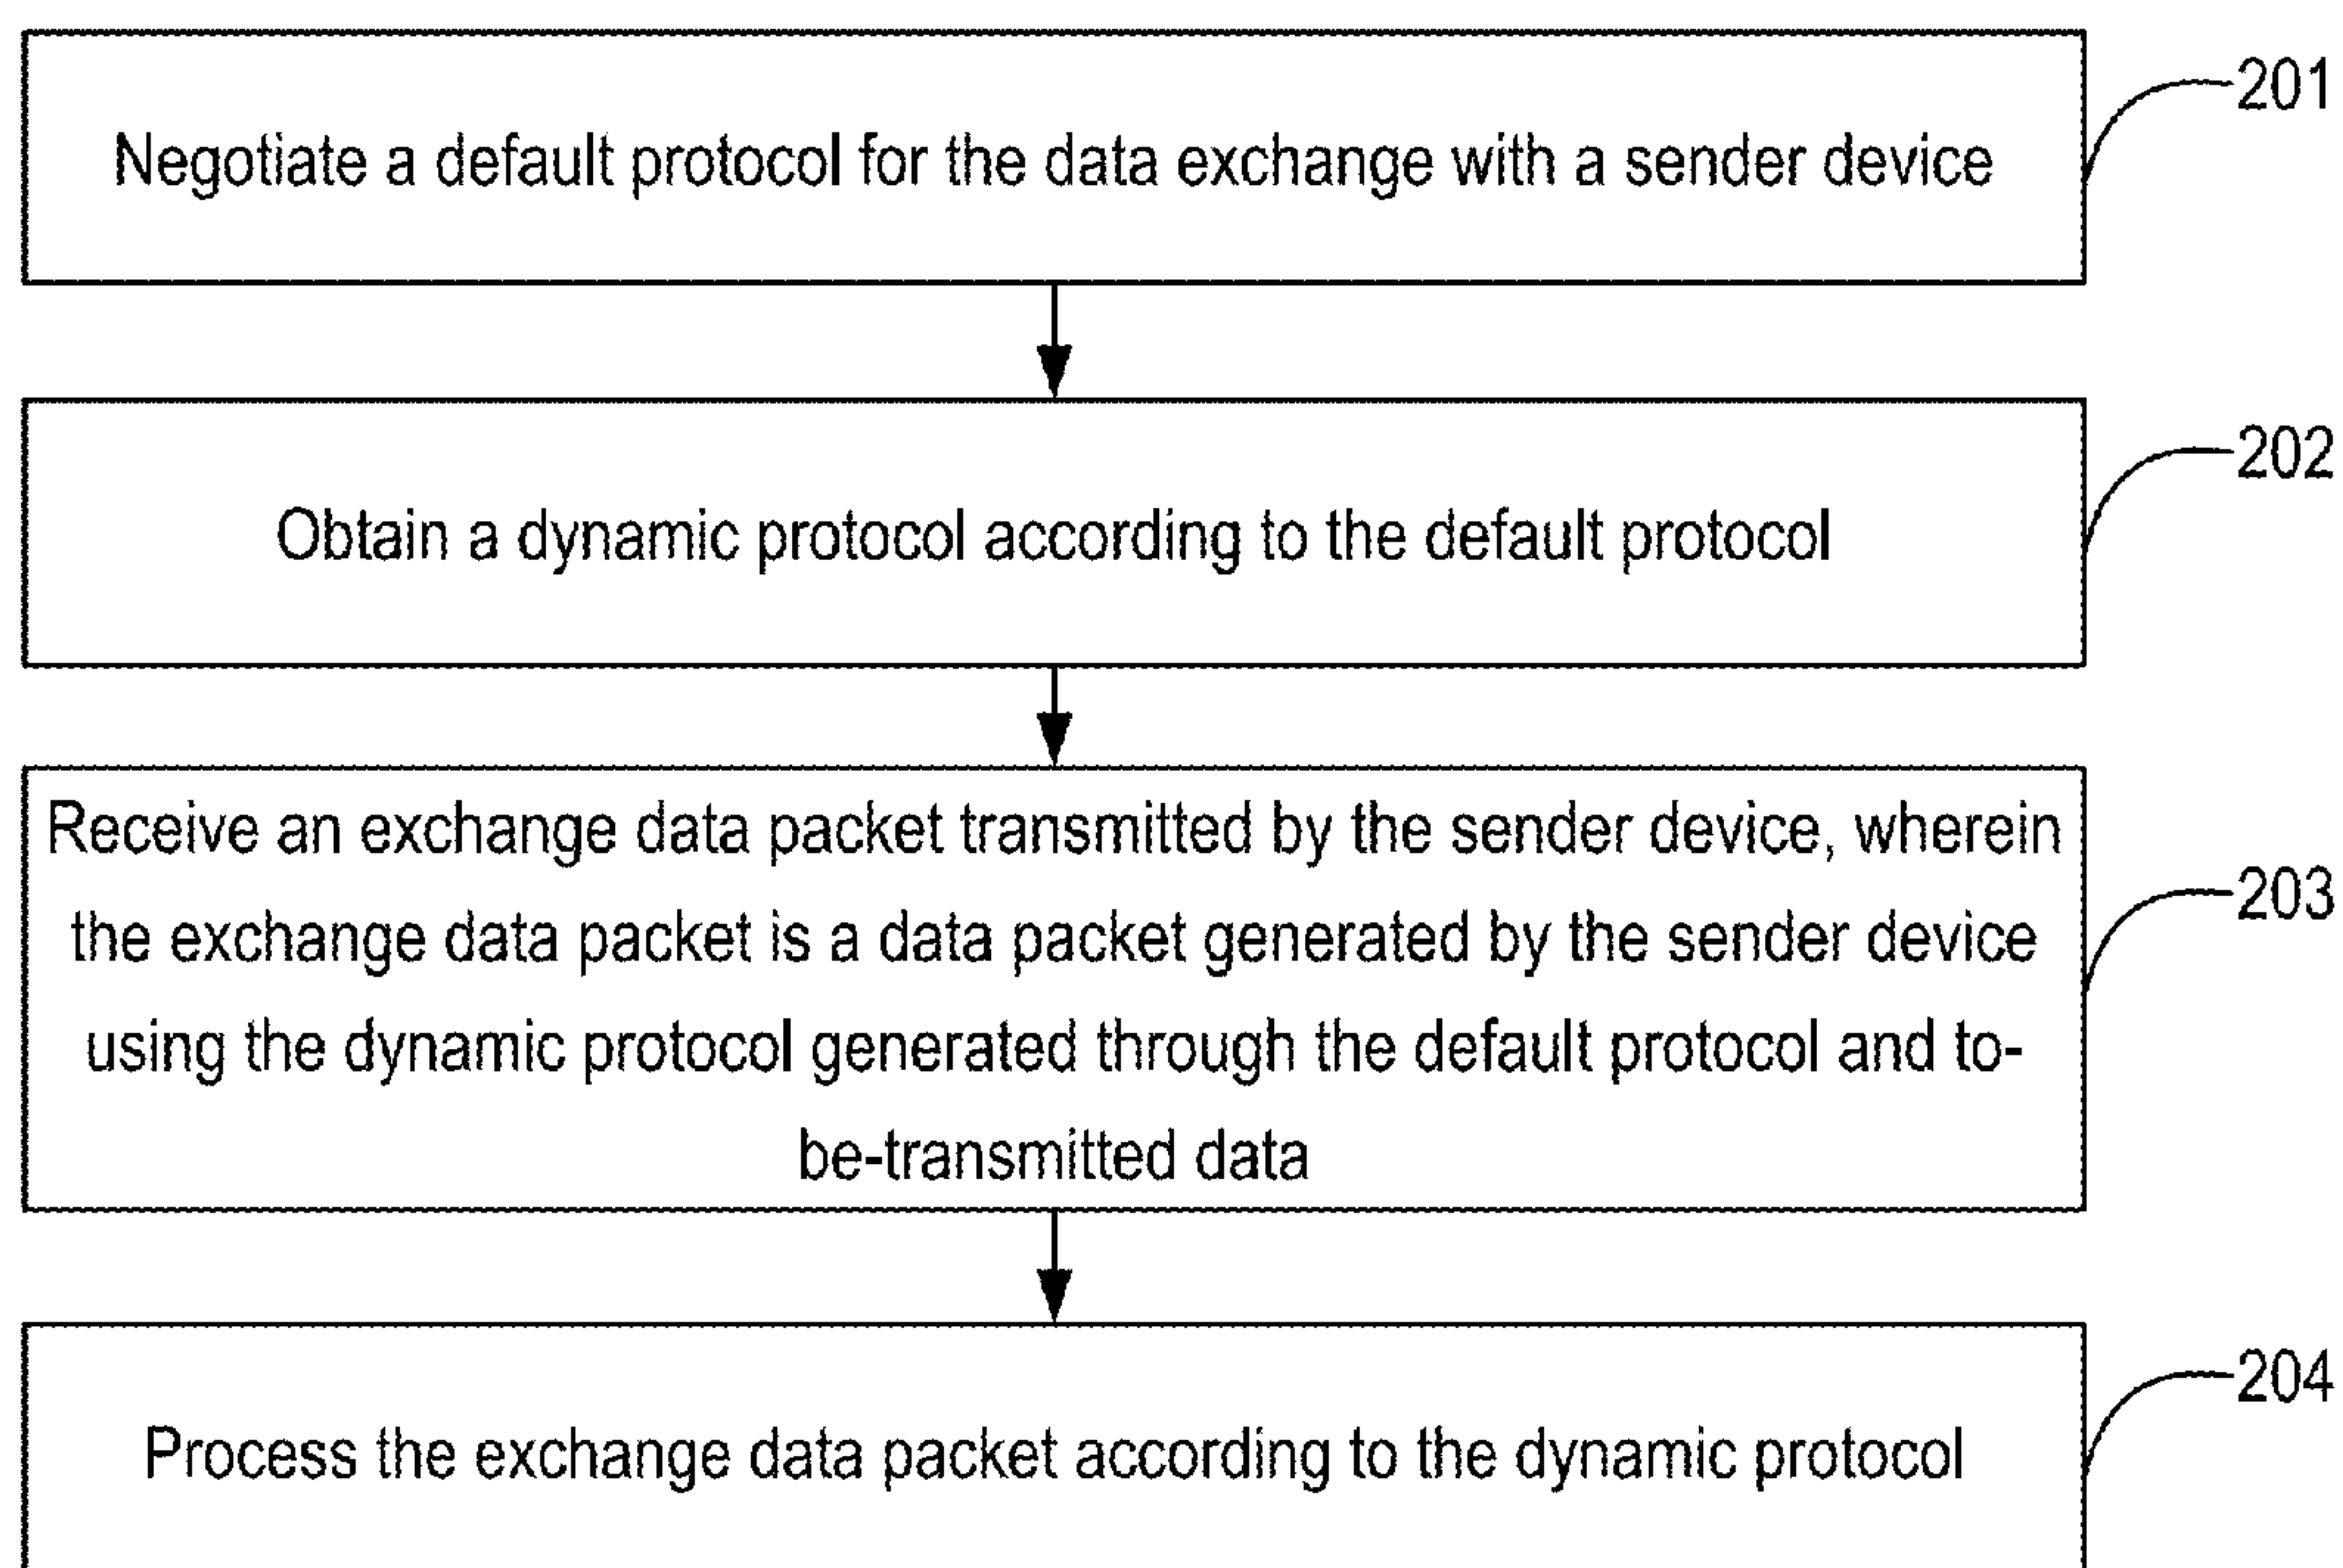 201
Negotiate a default protocol for the data exchange with a sender device
202
Obtain a dynamic protocol according to the default protocol
Receive an exchange data packet transmitted by the sender device, wherein
203
the exchange data packet is a data packet generated by the sender device
using the dynamic protocol generated through the default protocol and to-
be-transmitted data
204
Process the exchange data packet according to the dynamic protocol